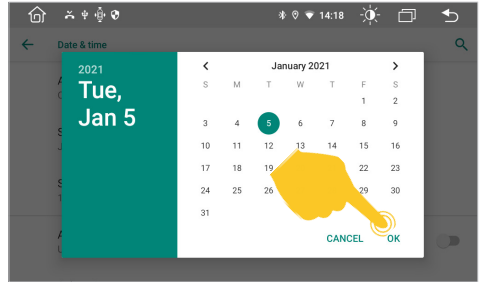 14:18
Date & time
2021
Tue,
Jan 5
January 2021
S M T W T F S
1 2
3 4 5 6 7 8 9
10 11 12 13 14 15 16
17 18 19 22 23
24 25 26 29 30
31
CANCEL OK